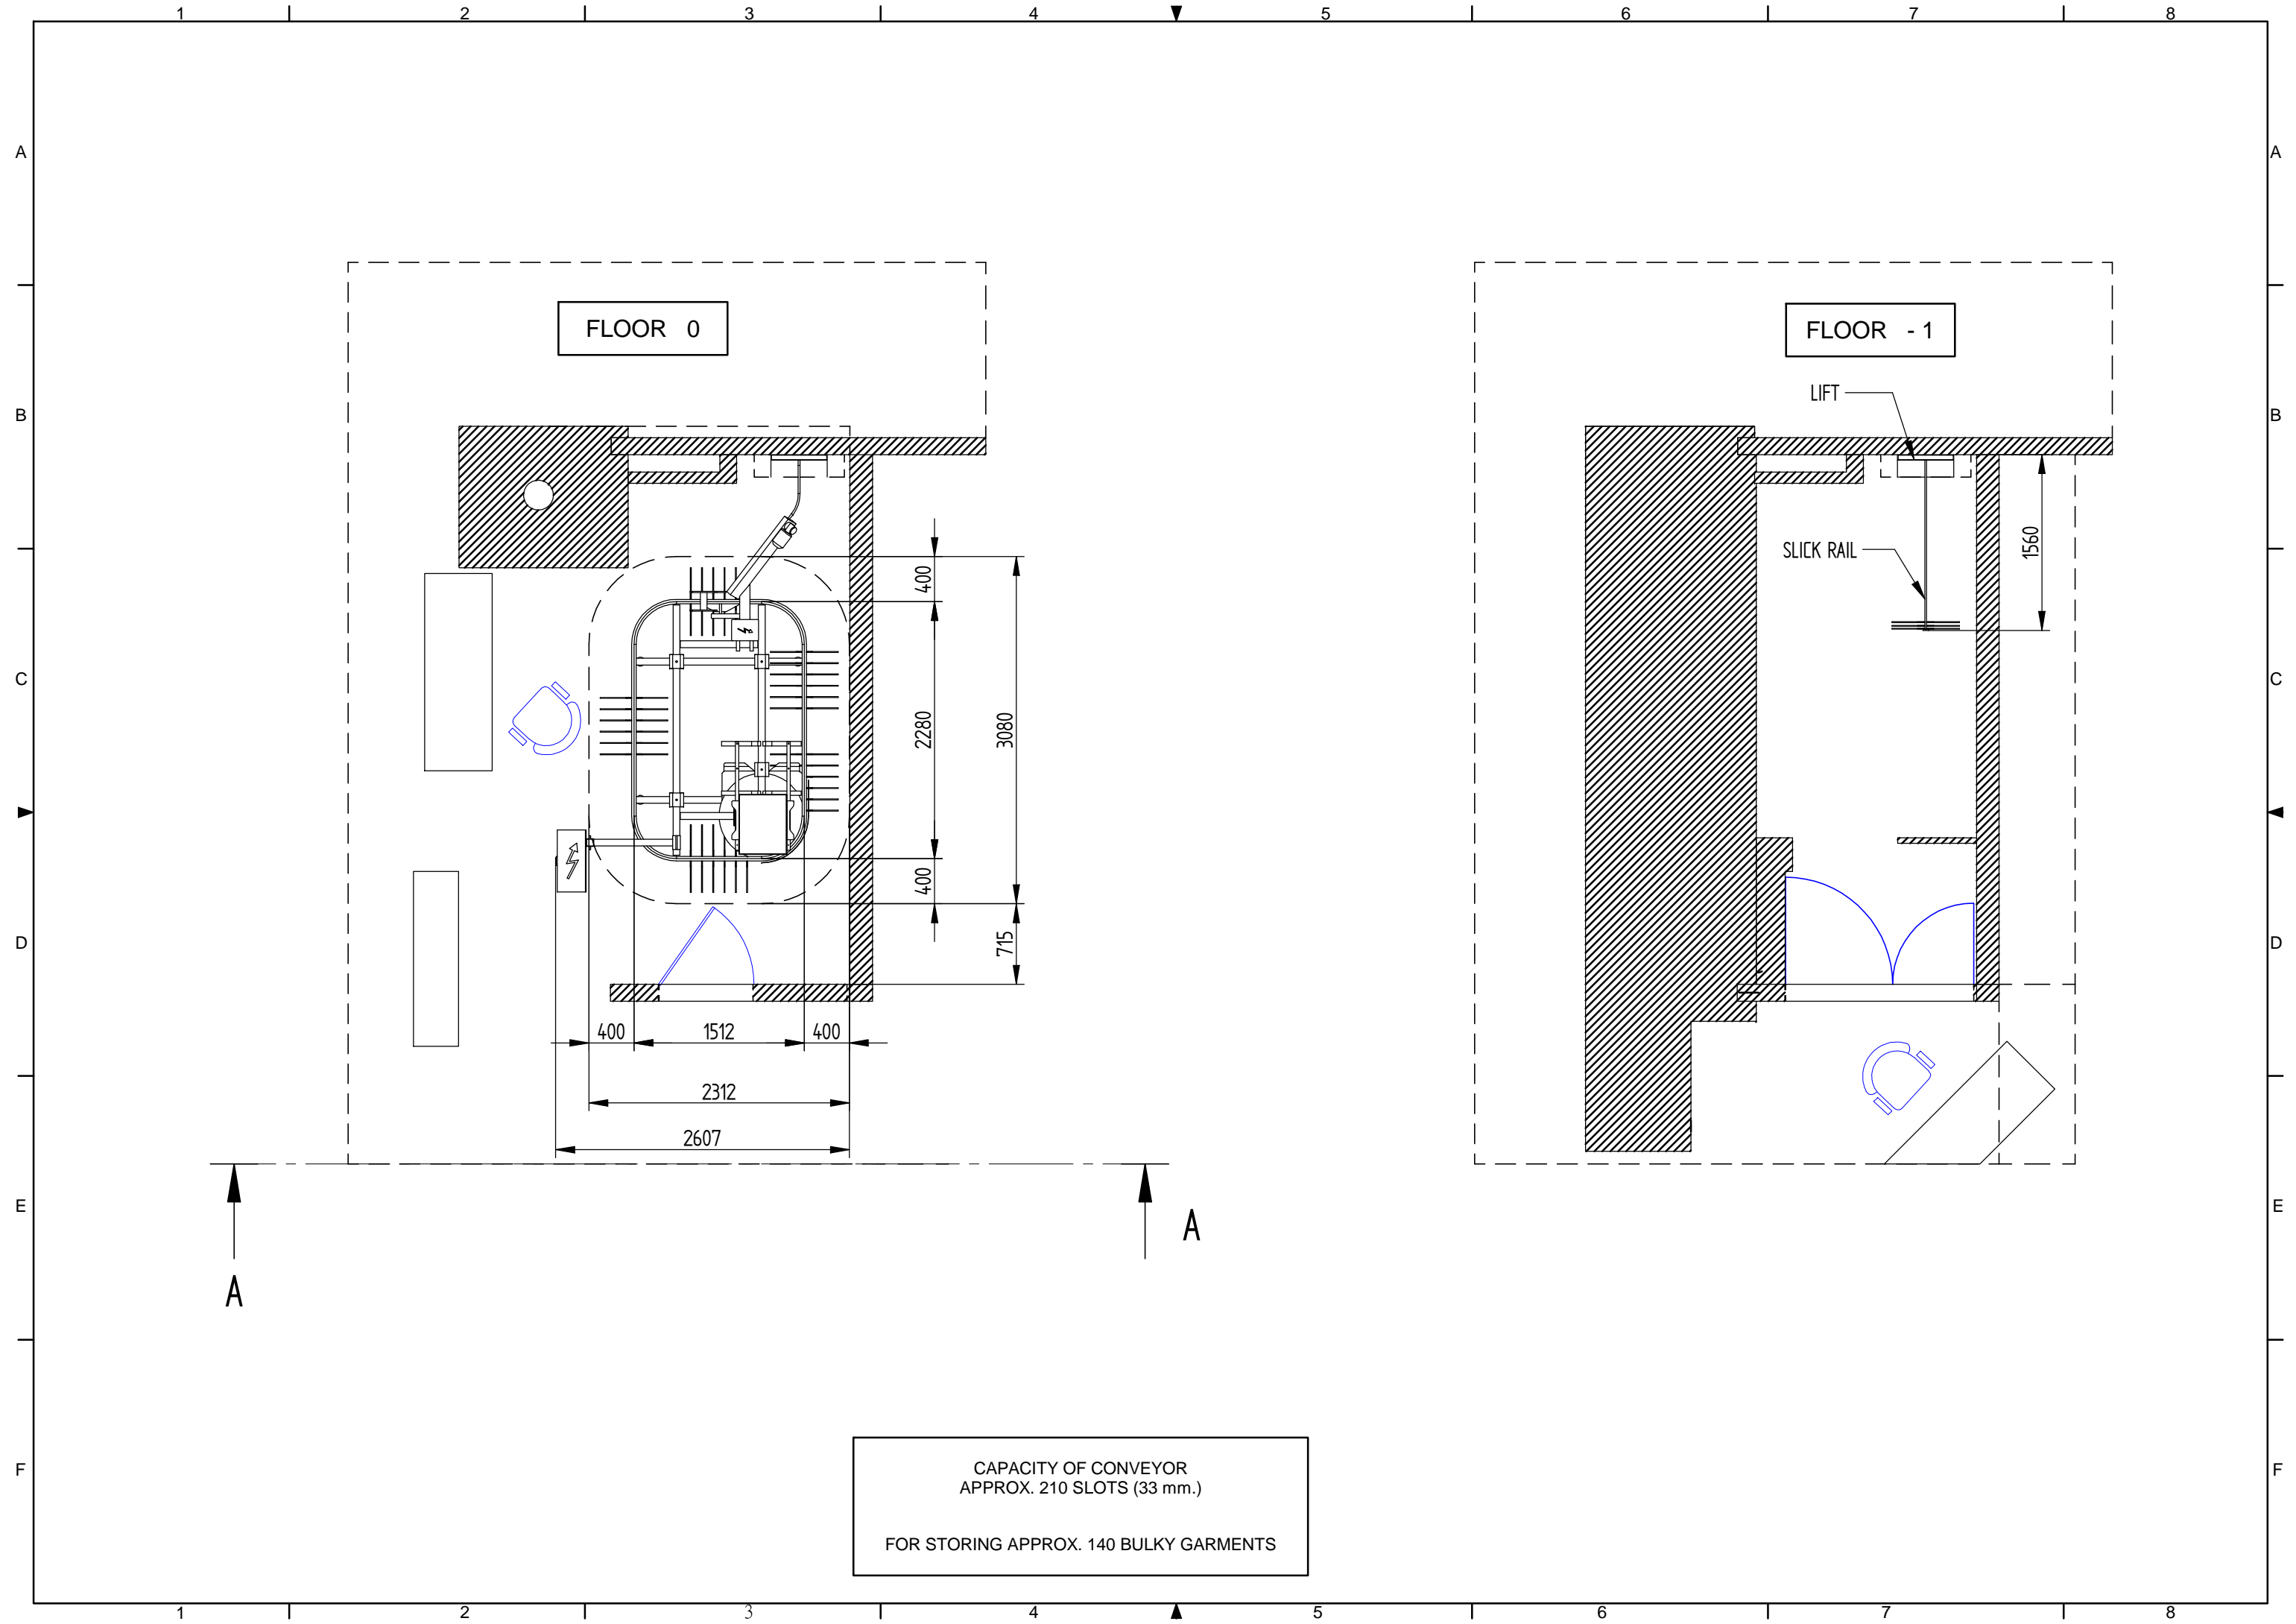 1 2 3 4 5 6 7 8
A A
FLOOR 0
FLOOR - 1
B B
LIFT
SLICK RAIL
1560
400
2280
3080
C C
400
715
D D
400 1512 400
2312
2607
E E
A
A
F F
CAPACITY OF CONVEYOR
APPROX. 210 SLOTS (33 mm.)
FOR STORING APPROX. 140 BULKY GARMENTS
1 2 3 4 5 6 7 8